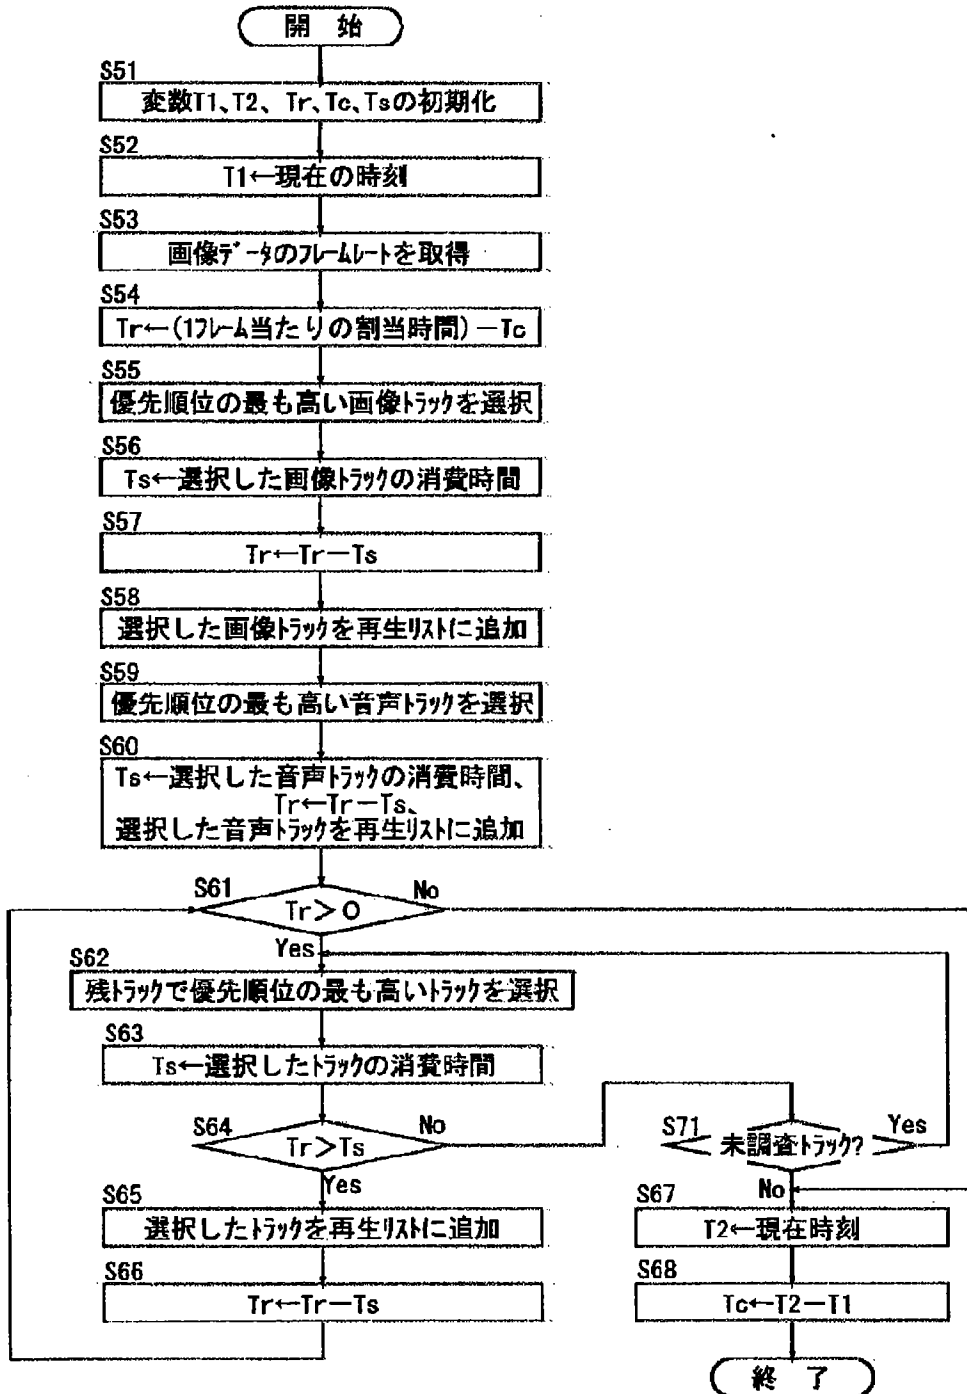 開 始
S51
変数T1、T2、Tr、Tc、Tsの初期化
S52
T1←現在の時刻
S53
画像データのフレームレートを取得
S54
Tr←(1フレーム当たりの割当時間)-Tc
S55
優先順位の最も高い画像トラックを選択
S56
Ts←選択した画像トラックの消費時間
S57
Tr←Tr-Ts
S58
選択した画像トラックを再生リストに追加
S59
優先順位の最も高い音声トラックを選択
S60
Ts←選択した音声トラックの消費時間、
Tr←Tr-Ts、
選択した音声トラックを再生リストに追加
S61
Tr>0
No
Yes
S62
残トラックで優先順位の最も高いトラックを選択
S63
Ts←選択したトラックの消費時間
S64
Tr>Ts
No
Yes
S71
未調査トラック?
Yes
No
S65
選択したトラックを再生リストに追加
S66
Tr←Tr-Ts
S67
T2←現在時刻
S68
Tc←T2-T1
終 了